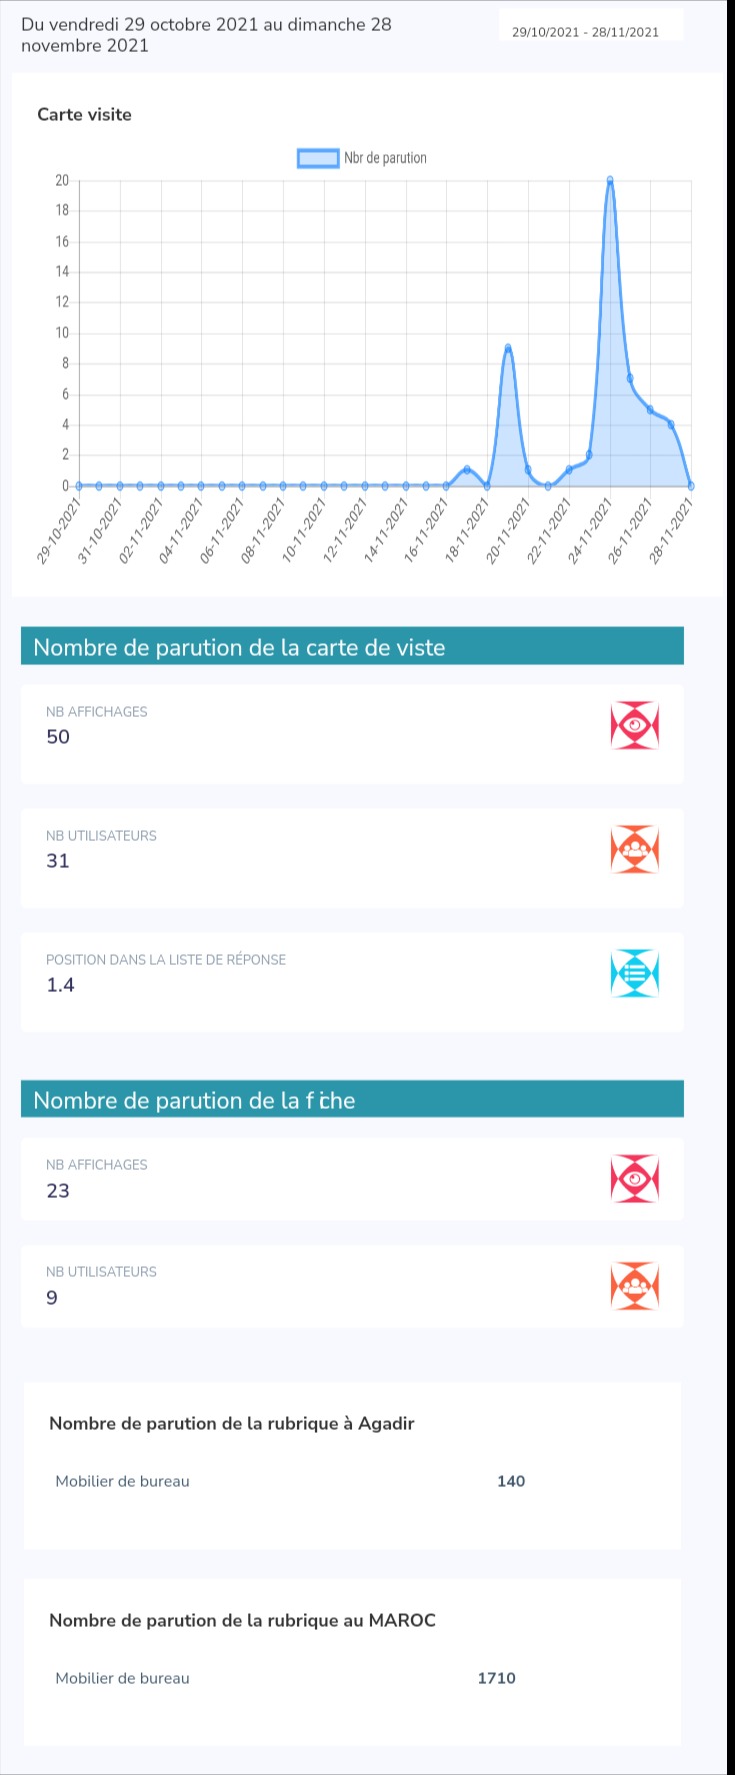 Du vendredi 29 octobre 2021 au dimanche 28
novembre 2021
29/10/2021 - 28/11/2021
Carte visite
Nbr de parution
20
18
16
14
12
10
8
6
4
2
0
29-10-2021
31-10-2021
02-11-2021
04-11-2021
06-11-2021
08-11-2021
10-11-2021
12-11-2021
14-11-2021
16-11-2021
18-11-2021
20-11-2021
22-11-2021
24-11-2021
26-11-2021
28-11-2021
Nombre de parution de la carte de viste
NB AFFICHAGES
50
NB UTILISATEURS
31
POSITION DANS LA LISTE DE RÉPONSE
1.4
Nombre de parution de la fiche
NB AFFICHAGES
23
NB UTILISATEURS
9
Nombre de parution de la rubrique à Agadir
Mobilier de bureau 140
Nombre de parution de la rubrique au MAROC
Mobilier de bureau 1710